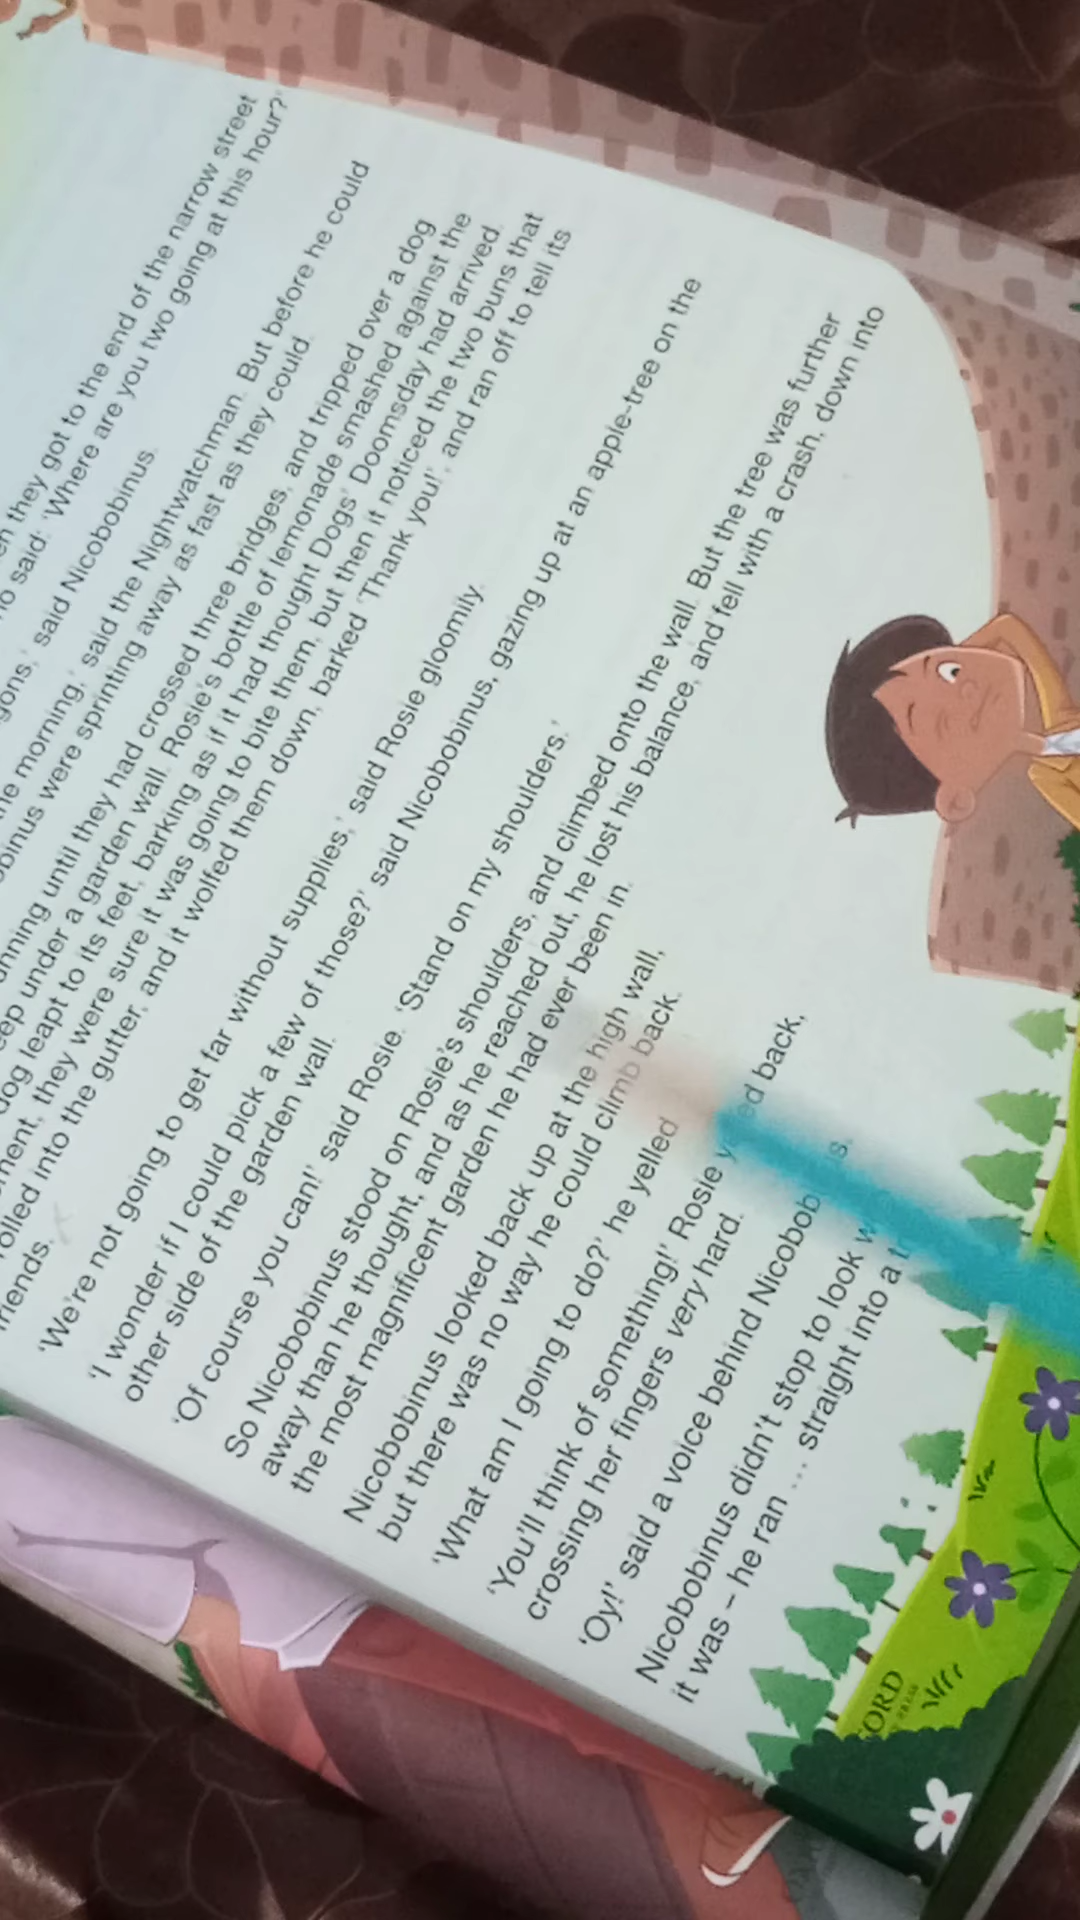 they got to the end of the narrow street
said: 'Where are you two going at this hour?'
said Nicobobinus.
morning,' said the Nightwatchman. But before he could
were sprinting away as fast as they could.
until they had crossed three bridges, and tripped over a dog
under a garden wall. Rosie's bottle of lemonade smashed against the
leapt to its feet, barking as if it had thought Dogs' Doomsday had arrived.
they were sure it was going to bite them, but then it noticed the two buns that
into the gutter, and it wolfed them down, barked 'Thank you!', and ran off to tell its
'We're not going to get far without supplies,' said Rosie gloomily.
'I wonder if I could pick a few of those?' said Nicobobinus, gazing up at an apple-tree on the
other side of the garden wall.
'Of course you can!' said Rosie. 'Stand on my shoulders.'
So Nicobobinus stood on Rosie's shoulders, and climbed onto the wall. But the tree was further
away than he thought, and as he reached out, he lost his balance, and fell with a crash, down into
the most magnificent garden he had ever been in.
Nicobobinus looked back up at the high wall,
but there was no way he could climb back.
'What am I going to do?' he yelled
'You'll think of something!' Rosie back,
crossing her fingers very hard.
'Oy!' said a voice behind
Nicobobinus didn't stop to look
it was – he ran ... straight into a